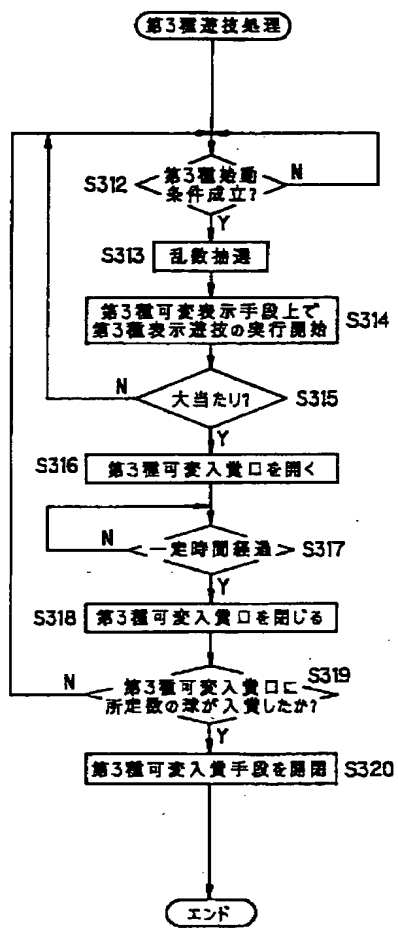 第3種遊技処理
S312
第3種始動
条件成立?
N
Y
S313
乱数抽選
第3種可変表示手段上で
第3種表示遊技の実行開始
S314
N
大当たり?
S315
Y
S316
第3種可変入賞口を開く
N
一定時間経過
S317
Y
S318
第3種可変入賞口を閉じる
N
S319
第3種可変入賞口に
所定数の球が入賞したか?
Y
第3種可変入賞手段を開閉
S320
エンド